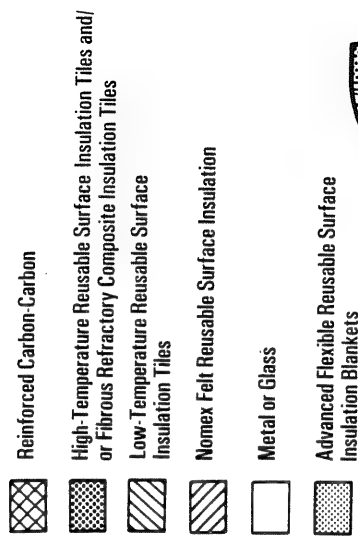 Reinforced Carbon-Carbon
High-Temperature Reusable Surface Insulation Tiles and/
or Fibrous Refractory Composite Insulation Tiles
Low-Temperature Reusable Surface
Insulation Tiles
Nomex Felt Reusable Surface Insulation
Metal or Glass
Advanced Flexible Reusable Surface
Insulation Blankets